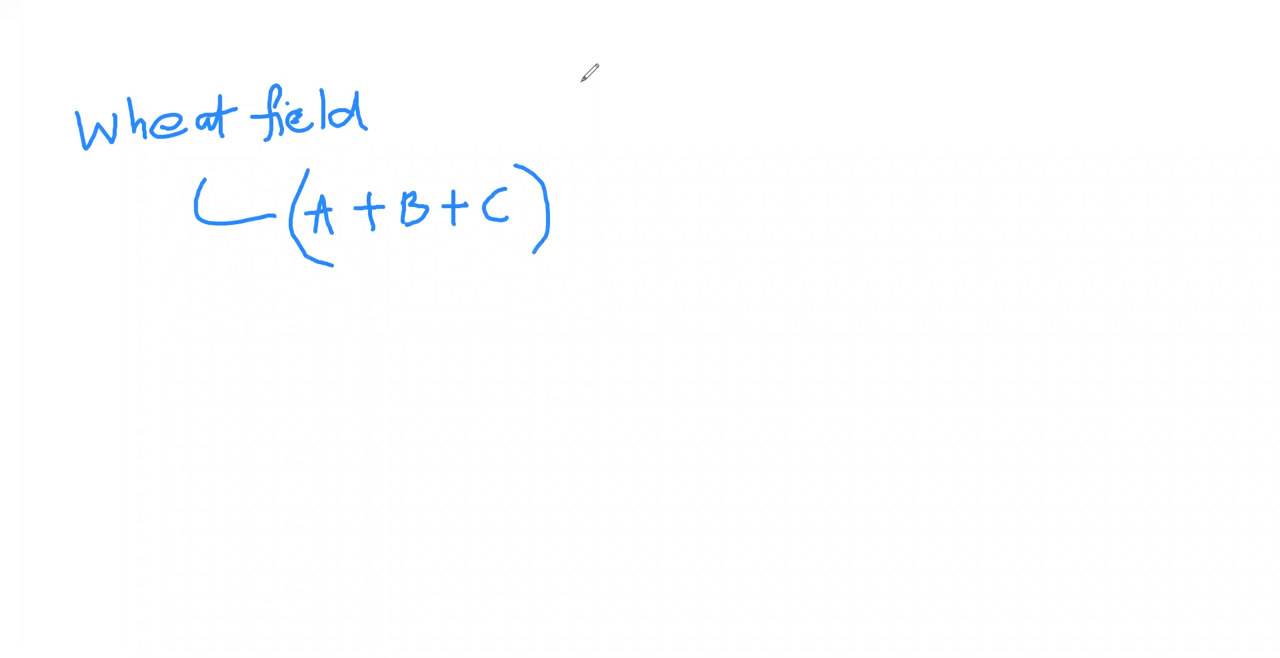 Wheat field
(A + B + C)